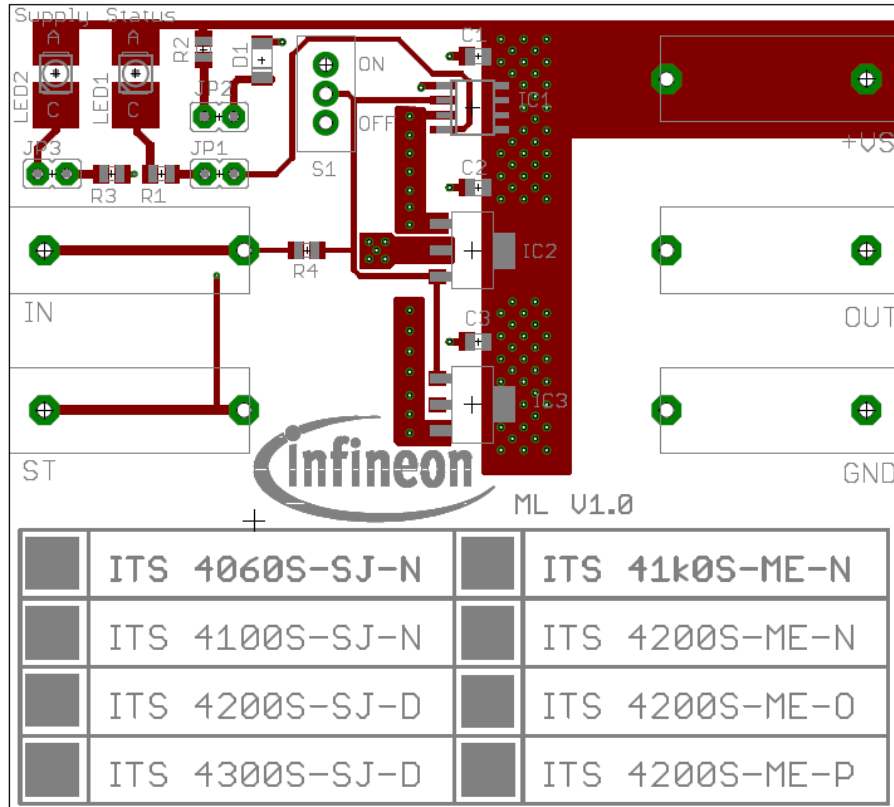 Supply Status
A A
R2
D1
C1
ON
LED2
LED1
C C
JP2
IC1
OFF
+VS
JP3 JP1
S1
C2
R3 R1
R4
IC2
IN
OUT
C3
IC3
ST
infineon
GND
ML V1.0
ITS 4060S-SJ-N ITS 41k0S-ME-N
ITS 4100S-SJ-N ITS 4200S-ME-N
ITS 4200S-SJ-D ITS 4200S-ME-O
ITS 4300S-SJ-D ITS 4200S-ME-P